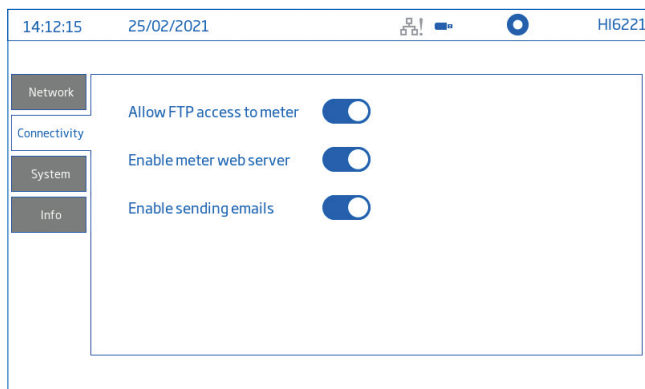 14:12:15 25/02/2021 HI6221
Network
Connectivity
System
Info
Allow FTP access to meter
Enable meter web server
Enable sending emails